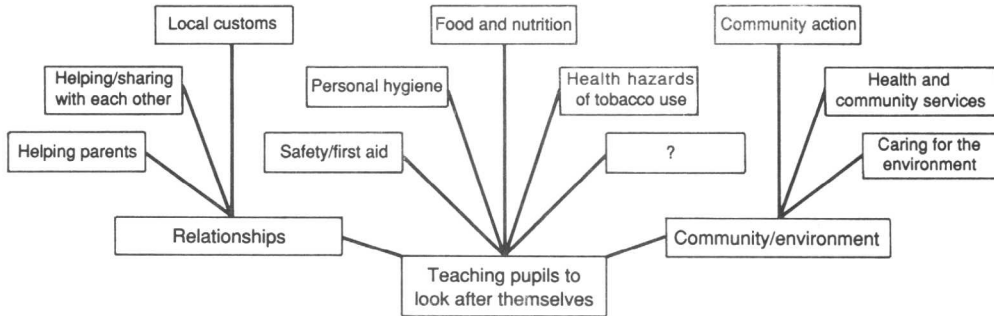 Local customs
Food and nutrition
Community action
Helping/sharing
with each other
Personal hygiene
Health hazards
of tobacco use
Health and
community services
Helping parents
Safety/first aid
?
Caring for the
environment
Relationships
Community/environment
Teaching pupils to
look after themselves